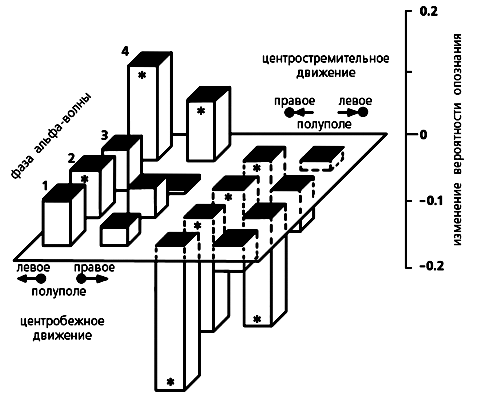 0.2
4
центростремительное
движение
правое левое
полуполе
изменение вероятности опознания
фаза альфа-волны
0
3
2
1
-0.1
-0.2
левое правое
полуполе
центробежное
движение
* * * * * * * * *